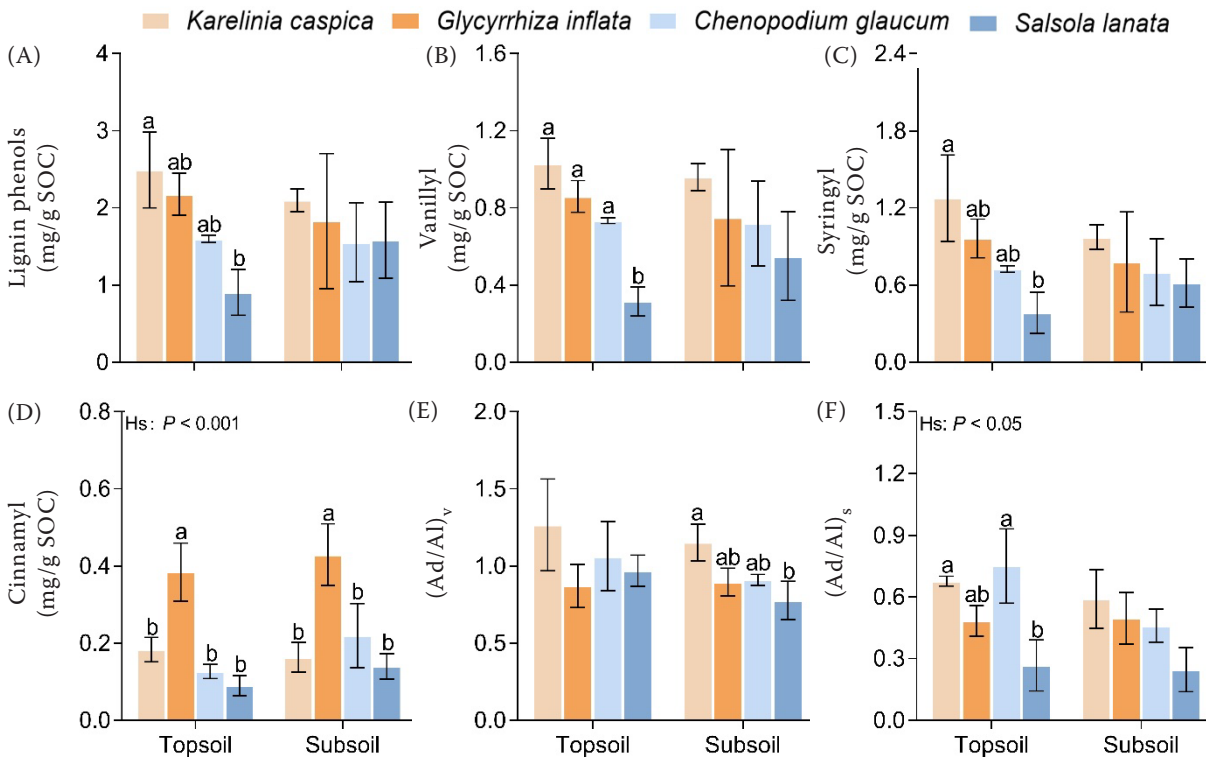 Karelinia caspica Glycyrrhiza inflata Chenopodium glaucum Salsola lanata
(A)
Lignin phenols
(mg/g SOC)
4
3
2
1
0
a
ab
ab
b
(B)
Vanillyl
(mg/g SOC)
1.6
1.2
0.8
0.4
0.0
a
a
a
b
(C)
Syringyl
(mg/g SOC)
2.4
1.8
1.2
0.6
0.0
a
ab
ab
b
(D)
Cinnamyl
(mg/g SOC)
0.8
0.6
0.4
0.2
0.0
Hs: P < 0.001
b
a
b
b
b
a
b
b
Topsoil Subsoil
(E)
(Ad/Al)v
2.0
1.5
1.0
0.5
0.0
a
ab
ab
b
Topsoil Subsoil
(F)
(Ad/Al)s
1.5
1.2
0.9
0.6
0.3
0.0
Hs: P < 0.05
a
ab
a
b
Topsoil Subsoil